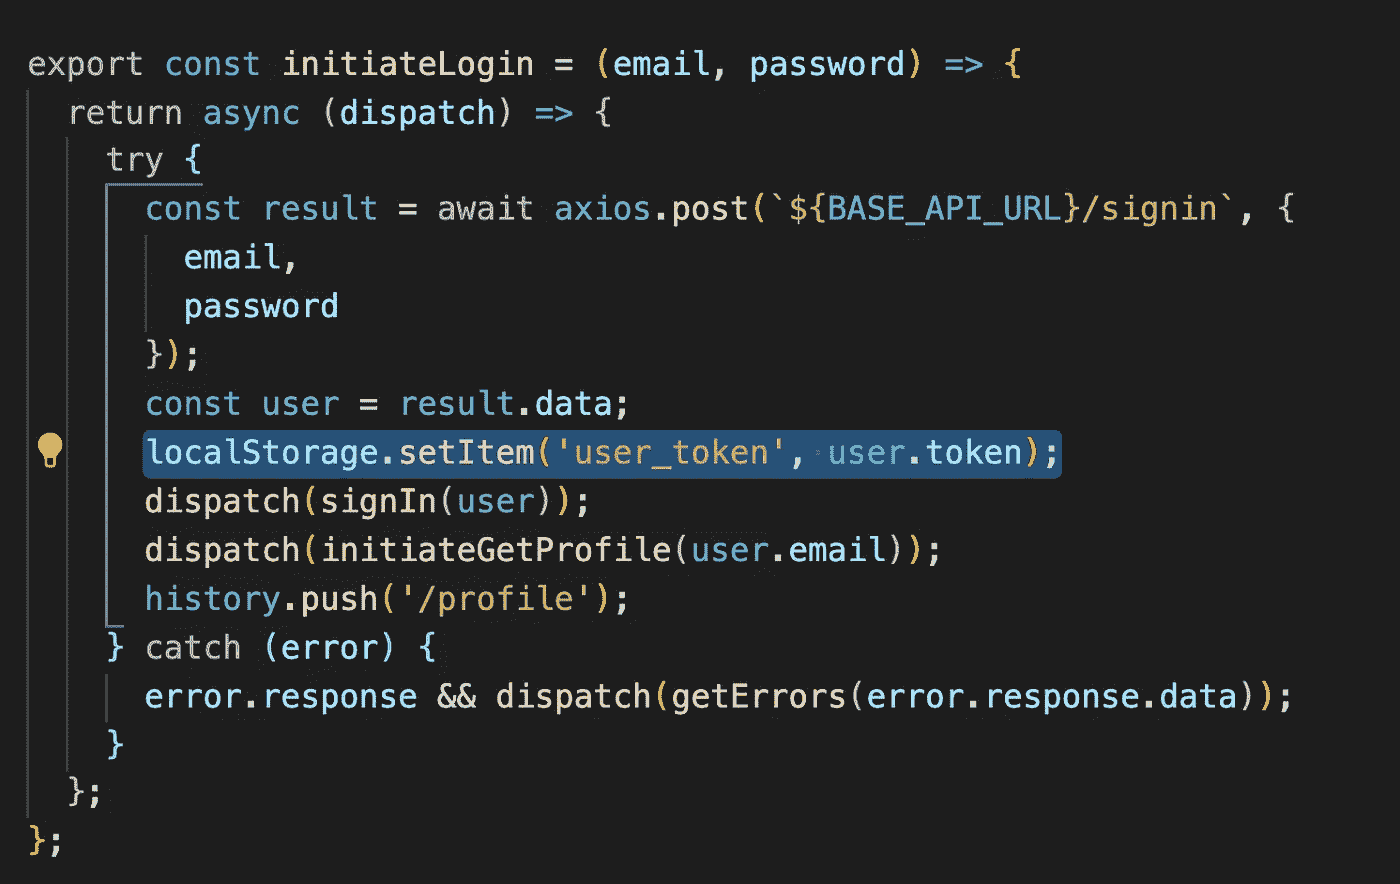 export const initiateLogin = (email, password) => {
  return async (dispatch) => {
    try {
      const result = await axios.post(`${BASE_API_URL}/signin`, {
        email,
        password
      });
      const user = result.data;
      localStorage.setItem('user_token', user.token);
      dispatch(signIn(user));
      dispatch(initiateGetProfile(user.email));
      history.push('/profile');
    } catch (error) {
      error.response && dispatch(getErrors(error.response.data));
    }
  };
};